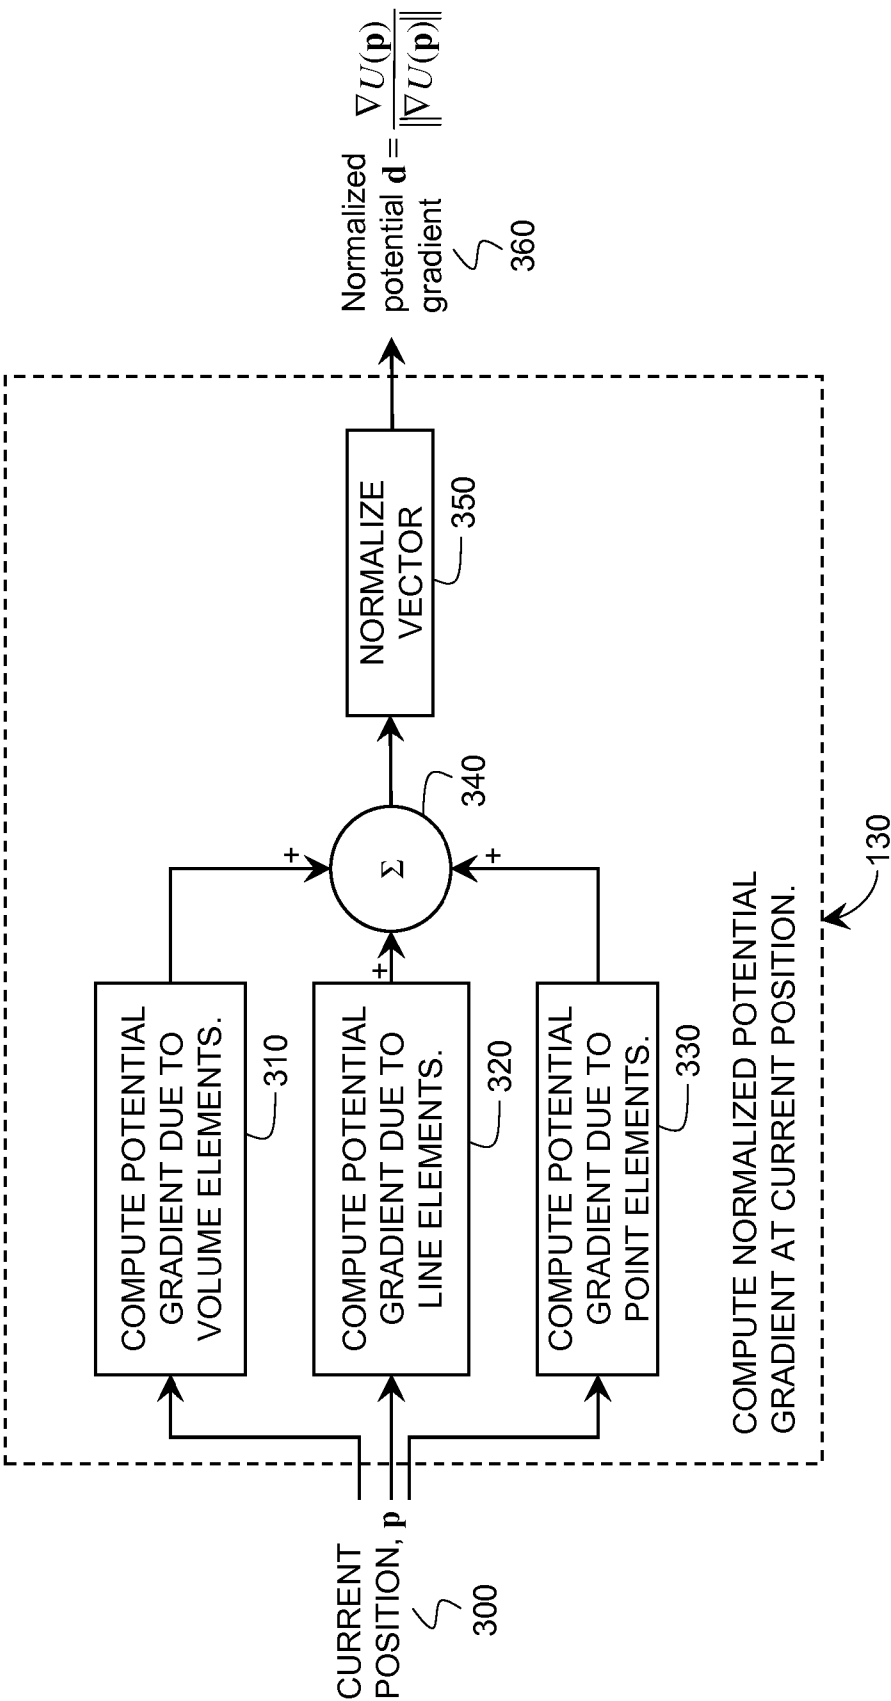 CURRENT
POSITION, p
300
COMPUTE POTENTIAL
GRADIENT DUE TO
VOLUME ELEMENTS.
310
COMPUTE POTENTIAL
GRADIENT DUE TO
LINE ELEMENTS.
320
COMPUTE POTENTIAL
GRADIENT DUE TO
POINT ELEMENTS.
330
+
+
+
Σ
340
NORMALIZE
VECTOR
350
Normalized
potential d = ∇U(p) / ‖∇U(p)‖
gradient
360
COMPUTE NORMALIZED POTENTIAL
GRADIENT AT CURRENT POSITION.
130